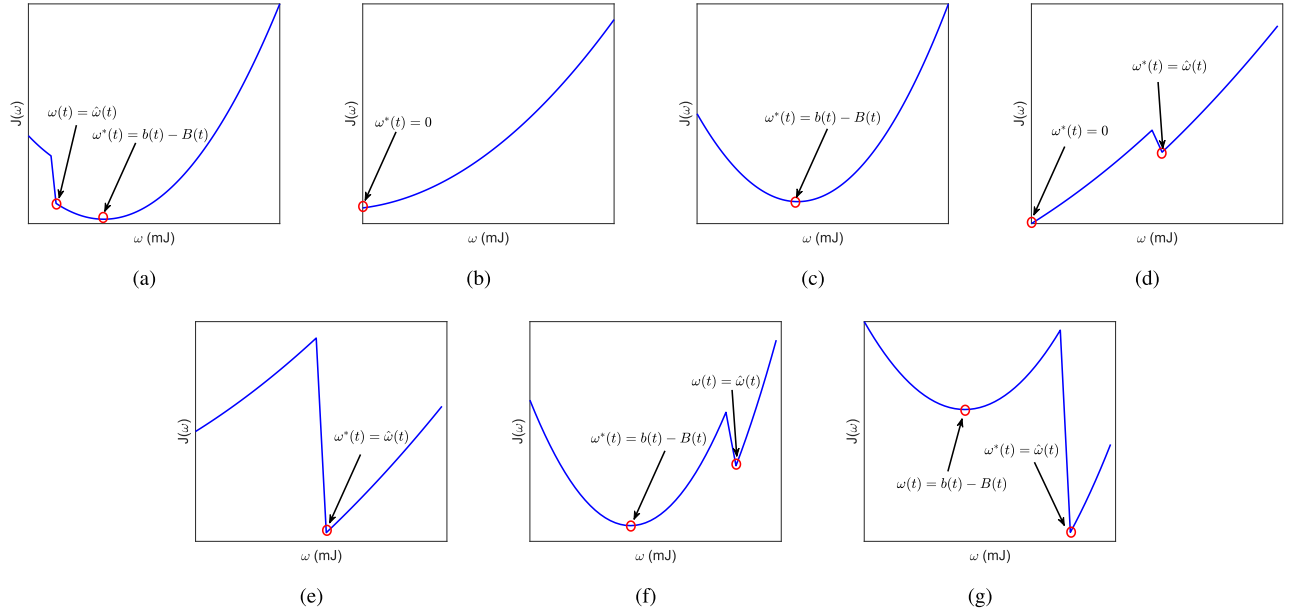 J(ω)
ω(t) = ω̂(t)
ω*(t) = b(t) − B(t)
ω (mJ)
(a)
J(ω)
ω*(t) = 0
ω (mJ)
(b)
J(ω)
ω*(t) = b(t) − B(t)
ω (mJ)
(c)
J(ω)
ω*(t) = ω̂(t)
ω*(t) = 0
ω (mJ)
(d)
J(ω)
ω*(t) = ω̂(t)
ω (mJ)
(e)
J(ω)
ω(t) = ω̂(t)
ω*(t) = b(t) − B(t)
ω (mJ)
(f)
J(ω)
ω*(t) = ω̂(t)
ω(t) = b(t) − B(t)
ω (mJ)
(g)